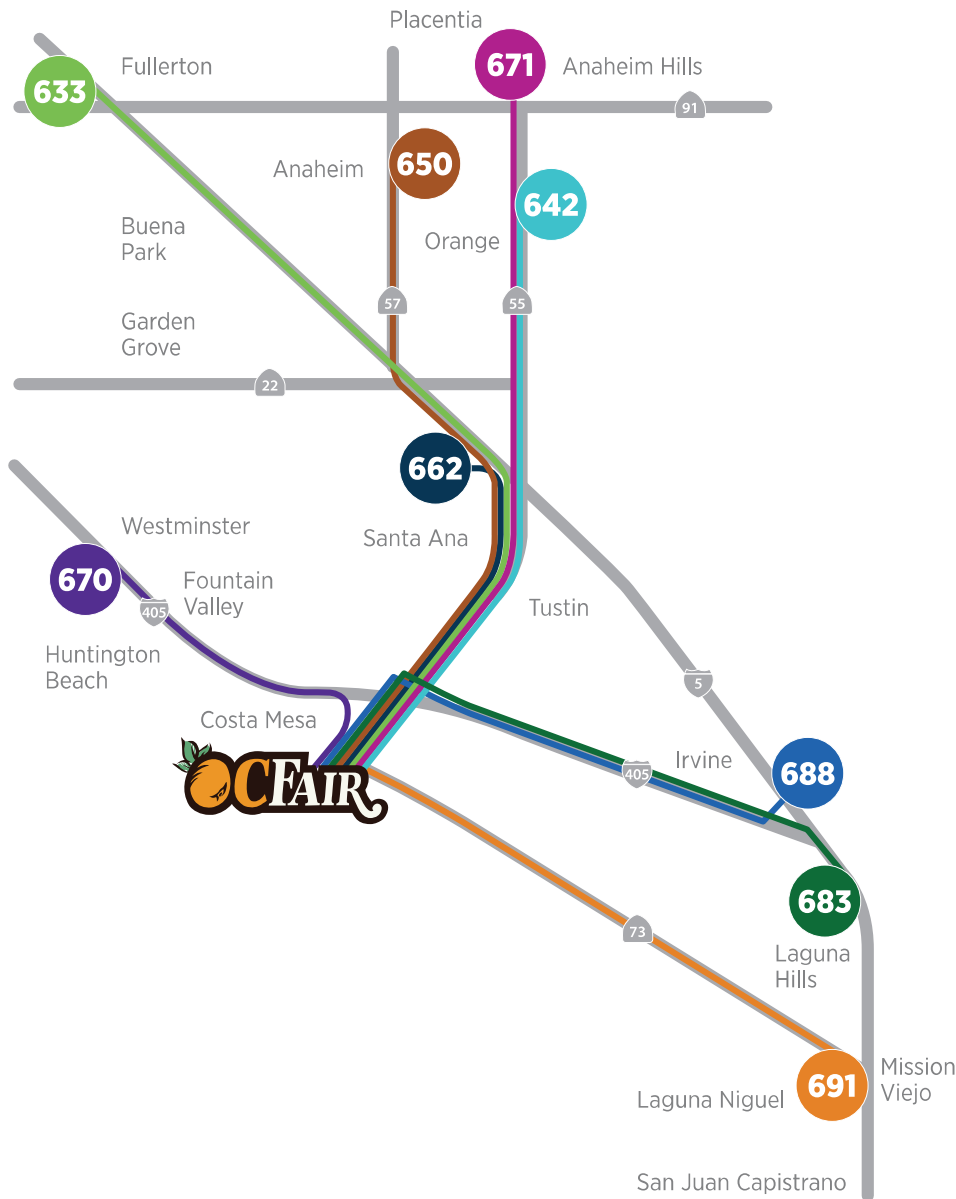 Placentia
671
Anaheim Hills
Fullerton
633
91
Anaheim
650
642
Buena
Park
Orange
57
55
Garden
Grove
22
662
Westminster
Santa Ana
670
Fountain
Valley
405
Tustin
Huntington
Beach
5
Costa Mesa
OCFAIR
Irvine
405
688
683
73
Laguna
Hills
691
Mission
Viejo
Laguna Niguel
San Juan Capistrano